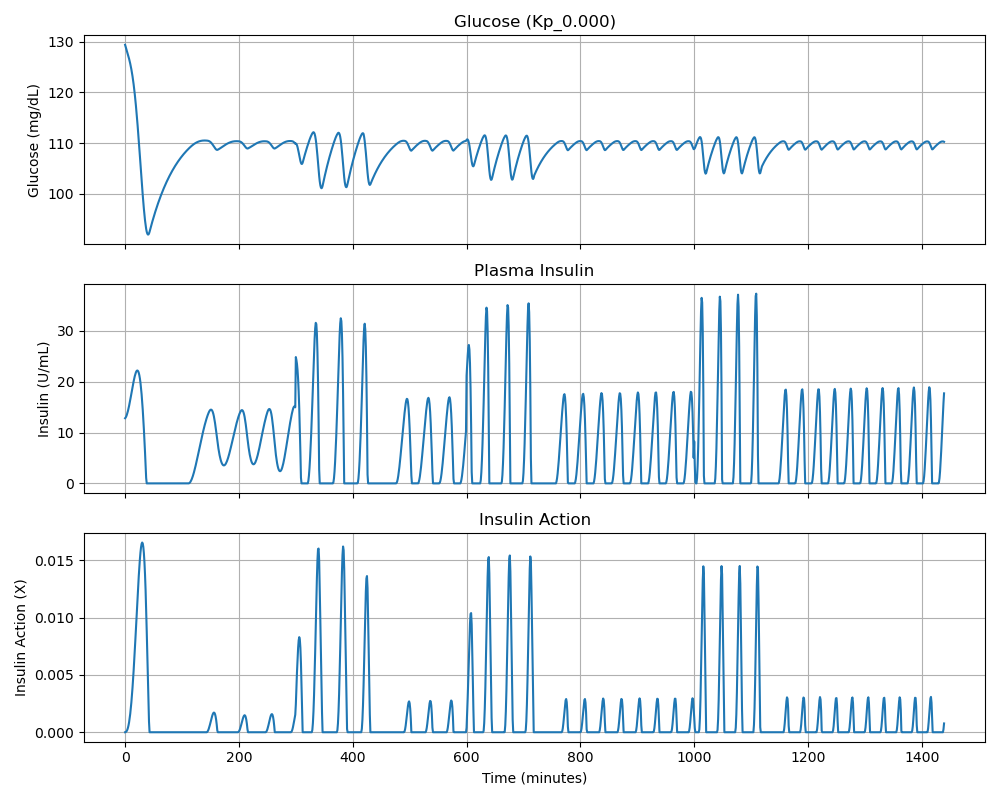 Glucose (Kp_0.000)
130
120
110
100
Glucose (mg/dL)
Plasma Insulin
30
20
10
0
Insulin (U/mL)
Insulin Action
0.015
0.010
0.005
0.000
Insulin Action (X)
0 200 400 600 800 1000 1200 1400
Time (minutes)